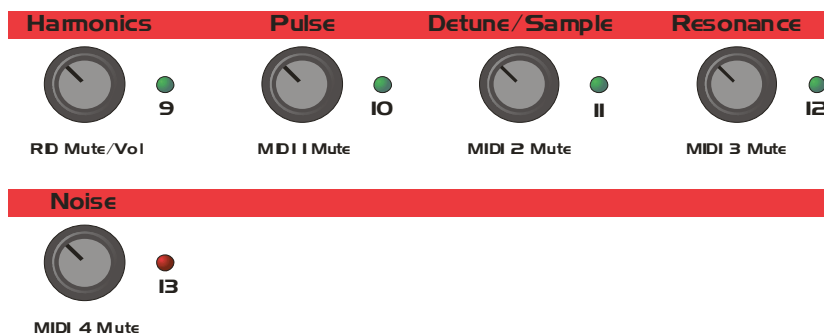 Harmonics Pulse Detune/Sample Resonance
9 10 11 12
RD Mute/Vol MIDI 1 Mute MIDI 2 Mute MIDI 3 Mute
Noise
13
MIDI 4 Mute